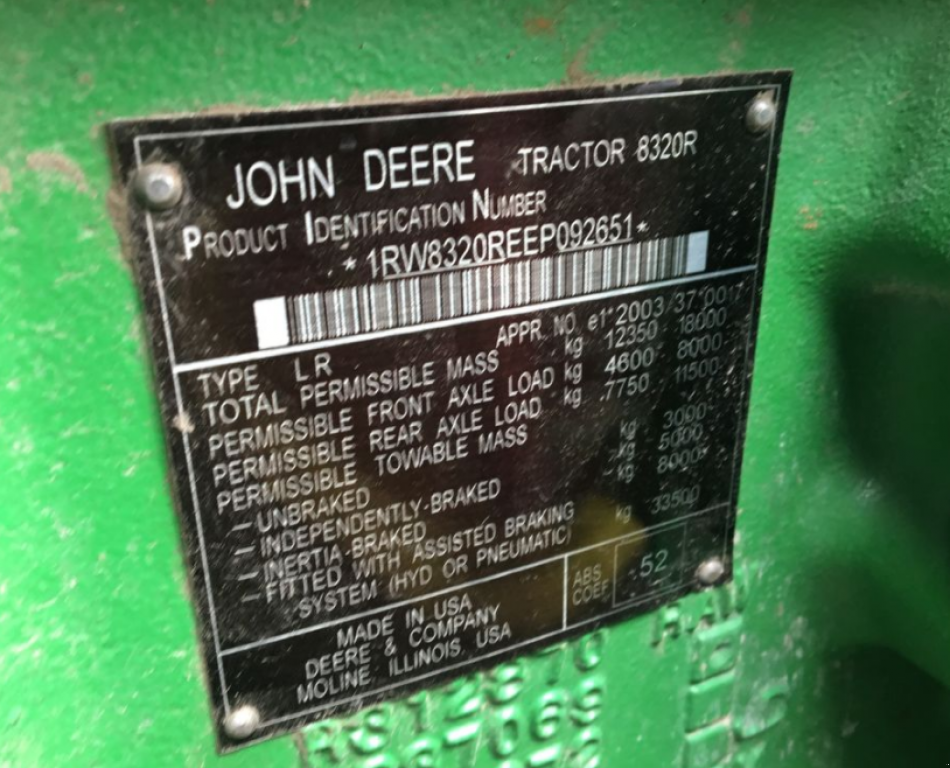 JOHN DEERE TRACTOR 8320R
PRODUCT IDENTIFICATION NUMBER
*1RW8320REEP092651*
TYPE LR APPR. NO. e1*2003/37*0017
TOTAL PERMISSIBLE MASS kg 12350 - 18000
PERMISSIBLE FRONT AXLE LOAD kg 4600 - 8000
PERMISSIBLE REAR AXLE LOAD kg 7750 - 11500
PERMISSIBLE TOWABLE MASS
- UNBRAKED kg 3000
- INDEPENDENTLY-BRAKED kg 5000
- INERTIA-BRAKED kg 8000
- FITTED WITH ASSISTED BRAKING kg 33500
SYSTEM (HYD OR PNEUMATIC)
MADE IN USA
DEERE & COMPANY
MOLINE, ILLINOIS, USA
ABS.
COEF
.52